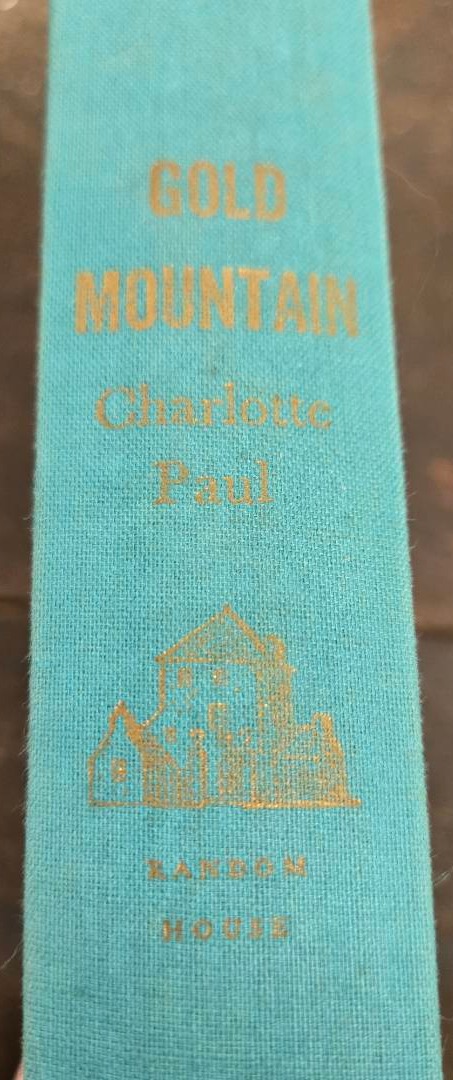 GOLD
MOUNTAIN
Charlotte
Paul
RANDOM
HOUSE